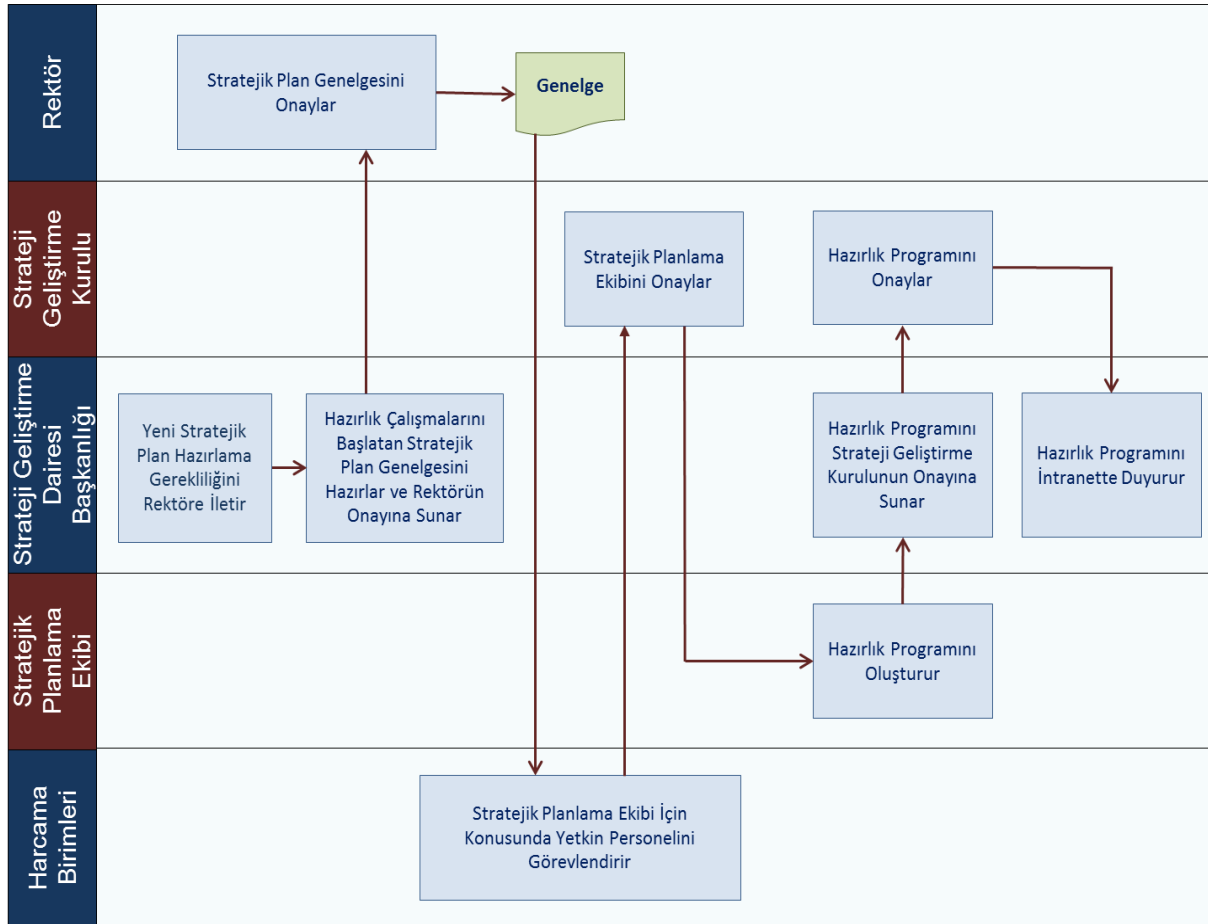 Rektör
Stratejik Plan Genelgesini
Onaylar
Genelge
Strateji
Geliştirme
Kurulu
Stratejik Planlama
Ekibini Onaylar
Hazırlık Programını
Onaylar
Strateji Geliştirme
Dairesi
Başkanlığı
Yeni Stratejik
Plan Hazırlama
Gerekliliğini
Rektöre İletir
Hazırlık Çalışmalarını
Başlatan Stratejik
Plan Genelgesini
Hazırlar ve Rektörün
Onayına Sunar
Hazırlık Programını
Strateji Geliştirme
Kurulunun Onayına
Sunar
Hazırlık Programını
İntranette Duyurur
Stratejik
Planlama
Ekibi
Hazırlık Programını
Oluşturur
Harcama
Birimleri
Stratejik Planlama Ekibi İçin
Konusunda Yetkin Personelini
Görevlendirir